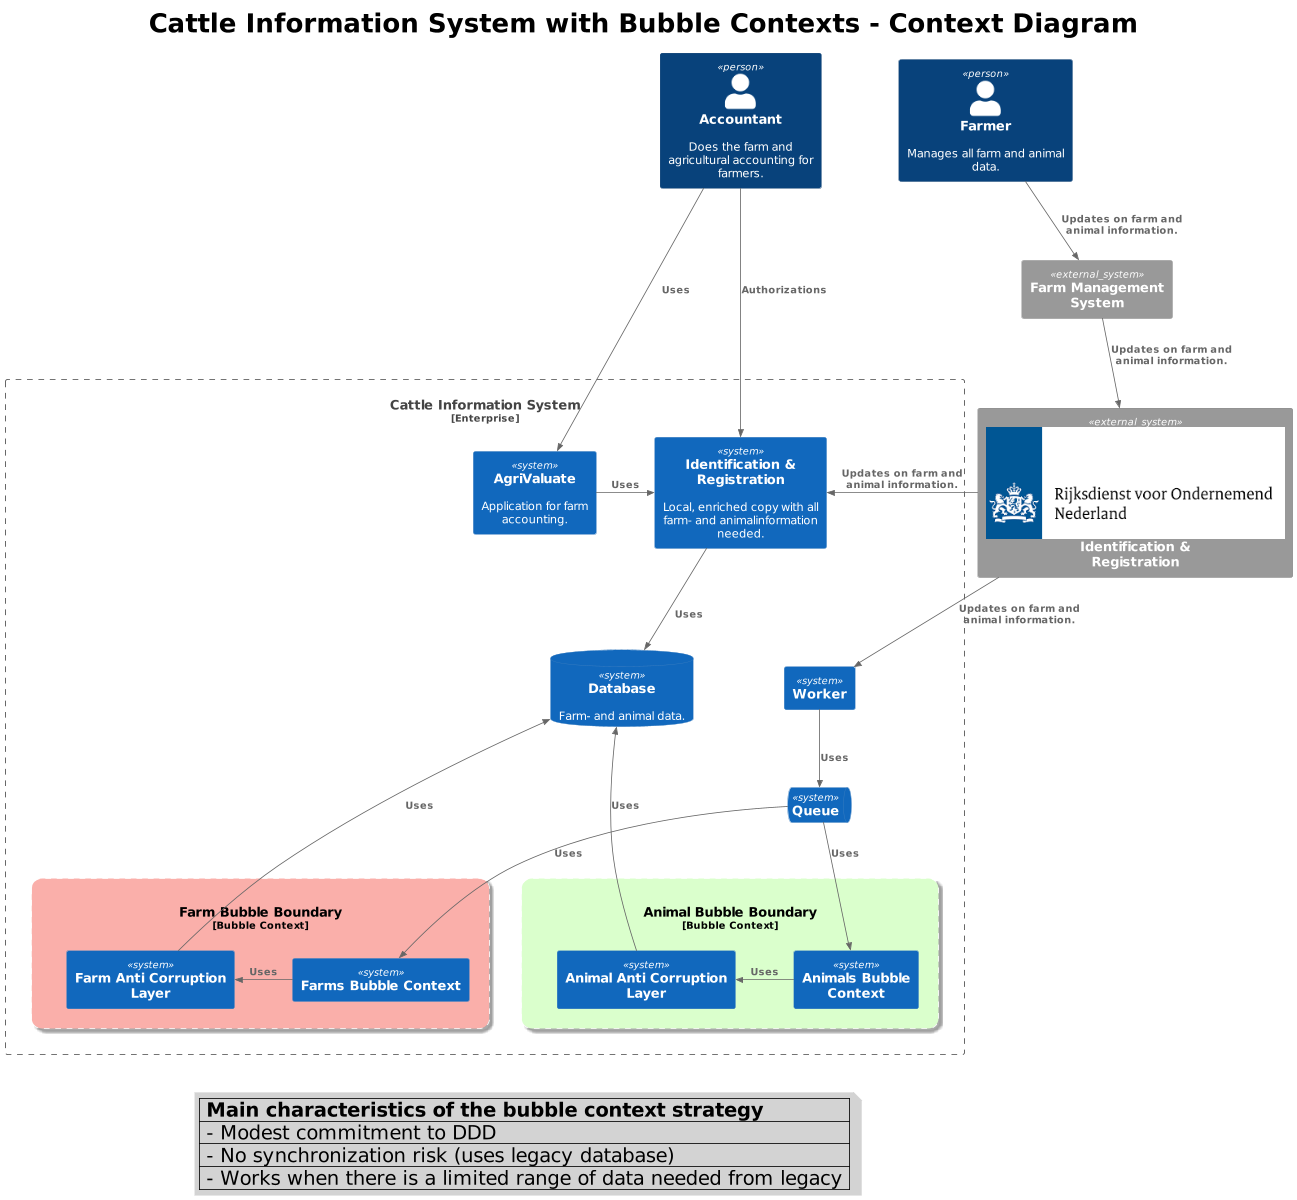 Cattle Information System with Bubble Contexts - Context Diagram
«person»
Accountant
Does the farm and
agricultural accounting for
farmers.
«person»
Farmer
Manages all farm and animal
data.
Updates on farm and
animal information.
«external_system»
Farm Management
System
Uses
Authorizations
Updates on farm and
animal information.
Cattle Information System
[Enterprise]
«system»
AgriValuate
Application for farm
accounting.
Uses
«system»
Identification &
Registration
Local, enriched copy with all
farm- and animalinformation
needed.
Updates on farm and
animal information.
«external_system»
Rijksdienst voor Ondernemend
Nederland
Identification &
Registration
Uses
Updates on farm and
animal information.
«system»
Database
Farm- and animal data.
«system»
Worker
Uses
«system»
Queue
Uses
Uses
Uses
Uses
Farm Bubble Boundary
[Bubble Context]
«system»
Farm Anti Corruption
Layer
Uses
«system»
Farms Bubble Context
Animal Bubble Boundary
[Bubble Context]
«system»
Animal Anti Corruption
Layer
Uses
«system»
Animals Bubble
Context
Main characteristics of the bubble context strategy
- Modest commitment to DDD
- No synchronization risk (uses legacy database)
- Works when there is a limited range of data needed from legacy